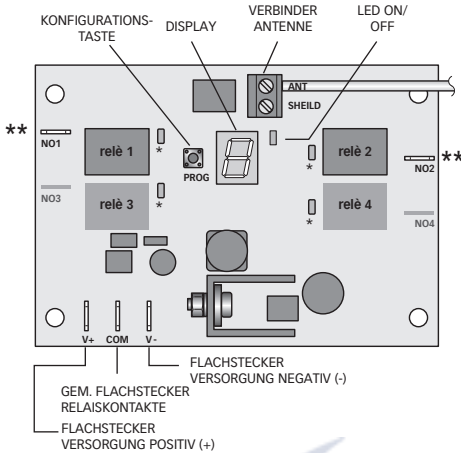 KONFIGURATIONS-
TASTE
DISPLAY
VERBINDER
ANTENNE
LED ON/
OFF
ANT
SHEILD
**
NO1
relè 1
*
PROG
*
relè 2
NO2
**
NO3
relè 3
*
*
relè 4
NO4
V+ COM V-
FLACHSTECKER
VERSORGUNG NEGATIV (-)
GEM. FLACHSTECKER
RELAISKONTAKTE
FLACHSTECKER
VERSORGUNG POSITIV (+)